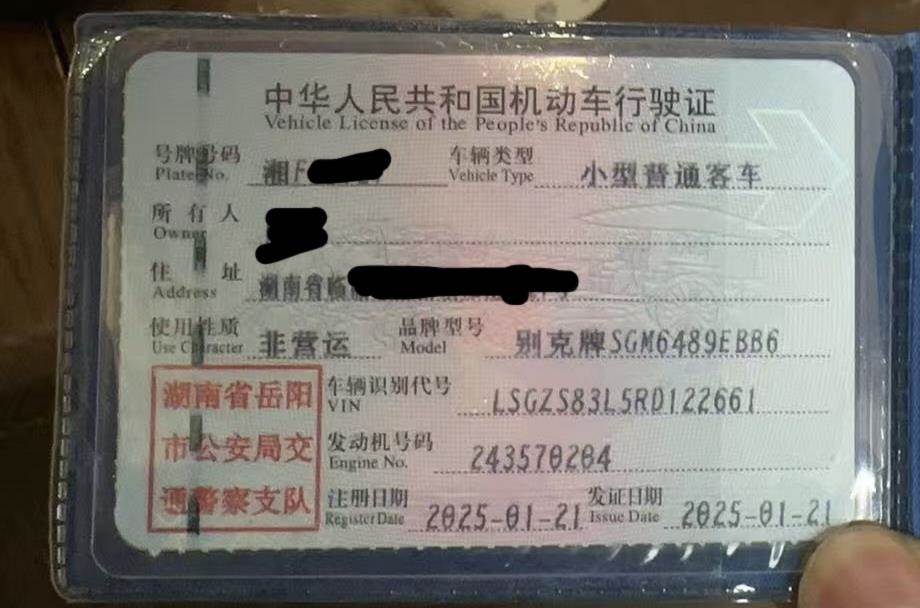 中华人民共和国机动车行驶证
Vehicle License of the People's Republic of China
号牌号码 湘F 车辆类型 小型普通客车
Plate No. Vehicle Type
所有人
Owner
住址 湖南省临
Address
使用性质 非营运 品牌型号 别克牌SGM6489EBB6
Use Character Model
湖南省岳阳
市公安局交
通警察支队
车辆识别代号 LSGZS83L5RD122661
VIN
发动机号码 243570204
Engine No.
注册日期 2025-01-21 发证日期 2025-01-21
Register Date Issue Date